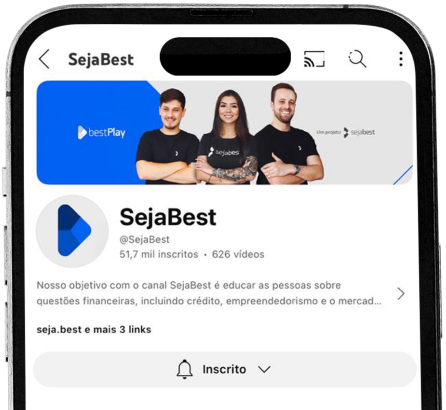 SejaBest
bestPlay
sejabest
Um projeto sejabest
SejaBest
@SejaBest
51,7 mil inscritos • 626 vídeos
Nosso objetivo com o canal SejaBest é educar as pessoas sobre
questões financeiras, incluindo crédito, empreendedorismo e o mercad...
seja.best e mais 3 links
Inscrito